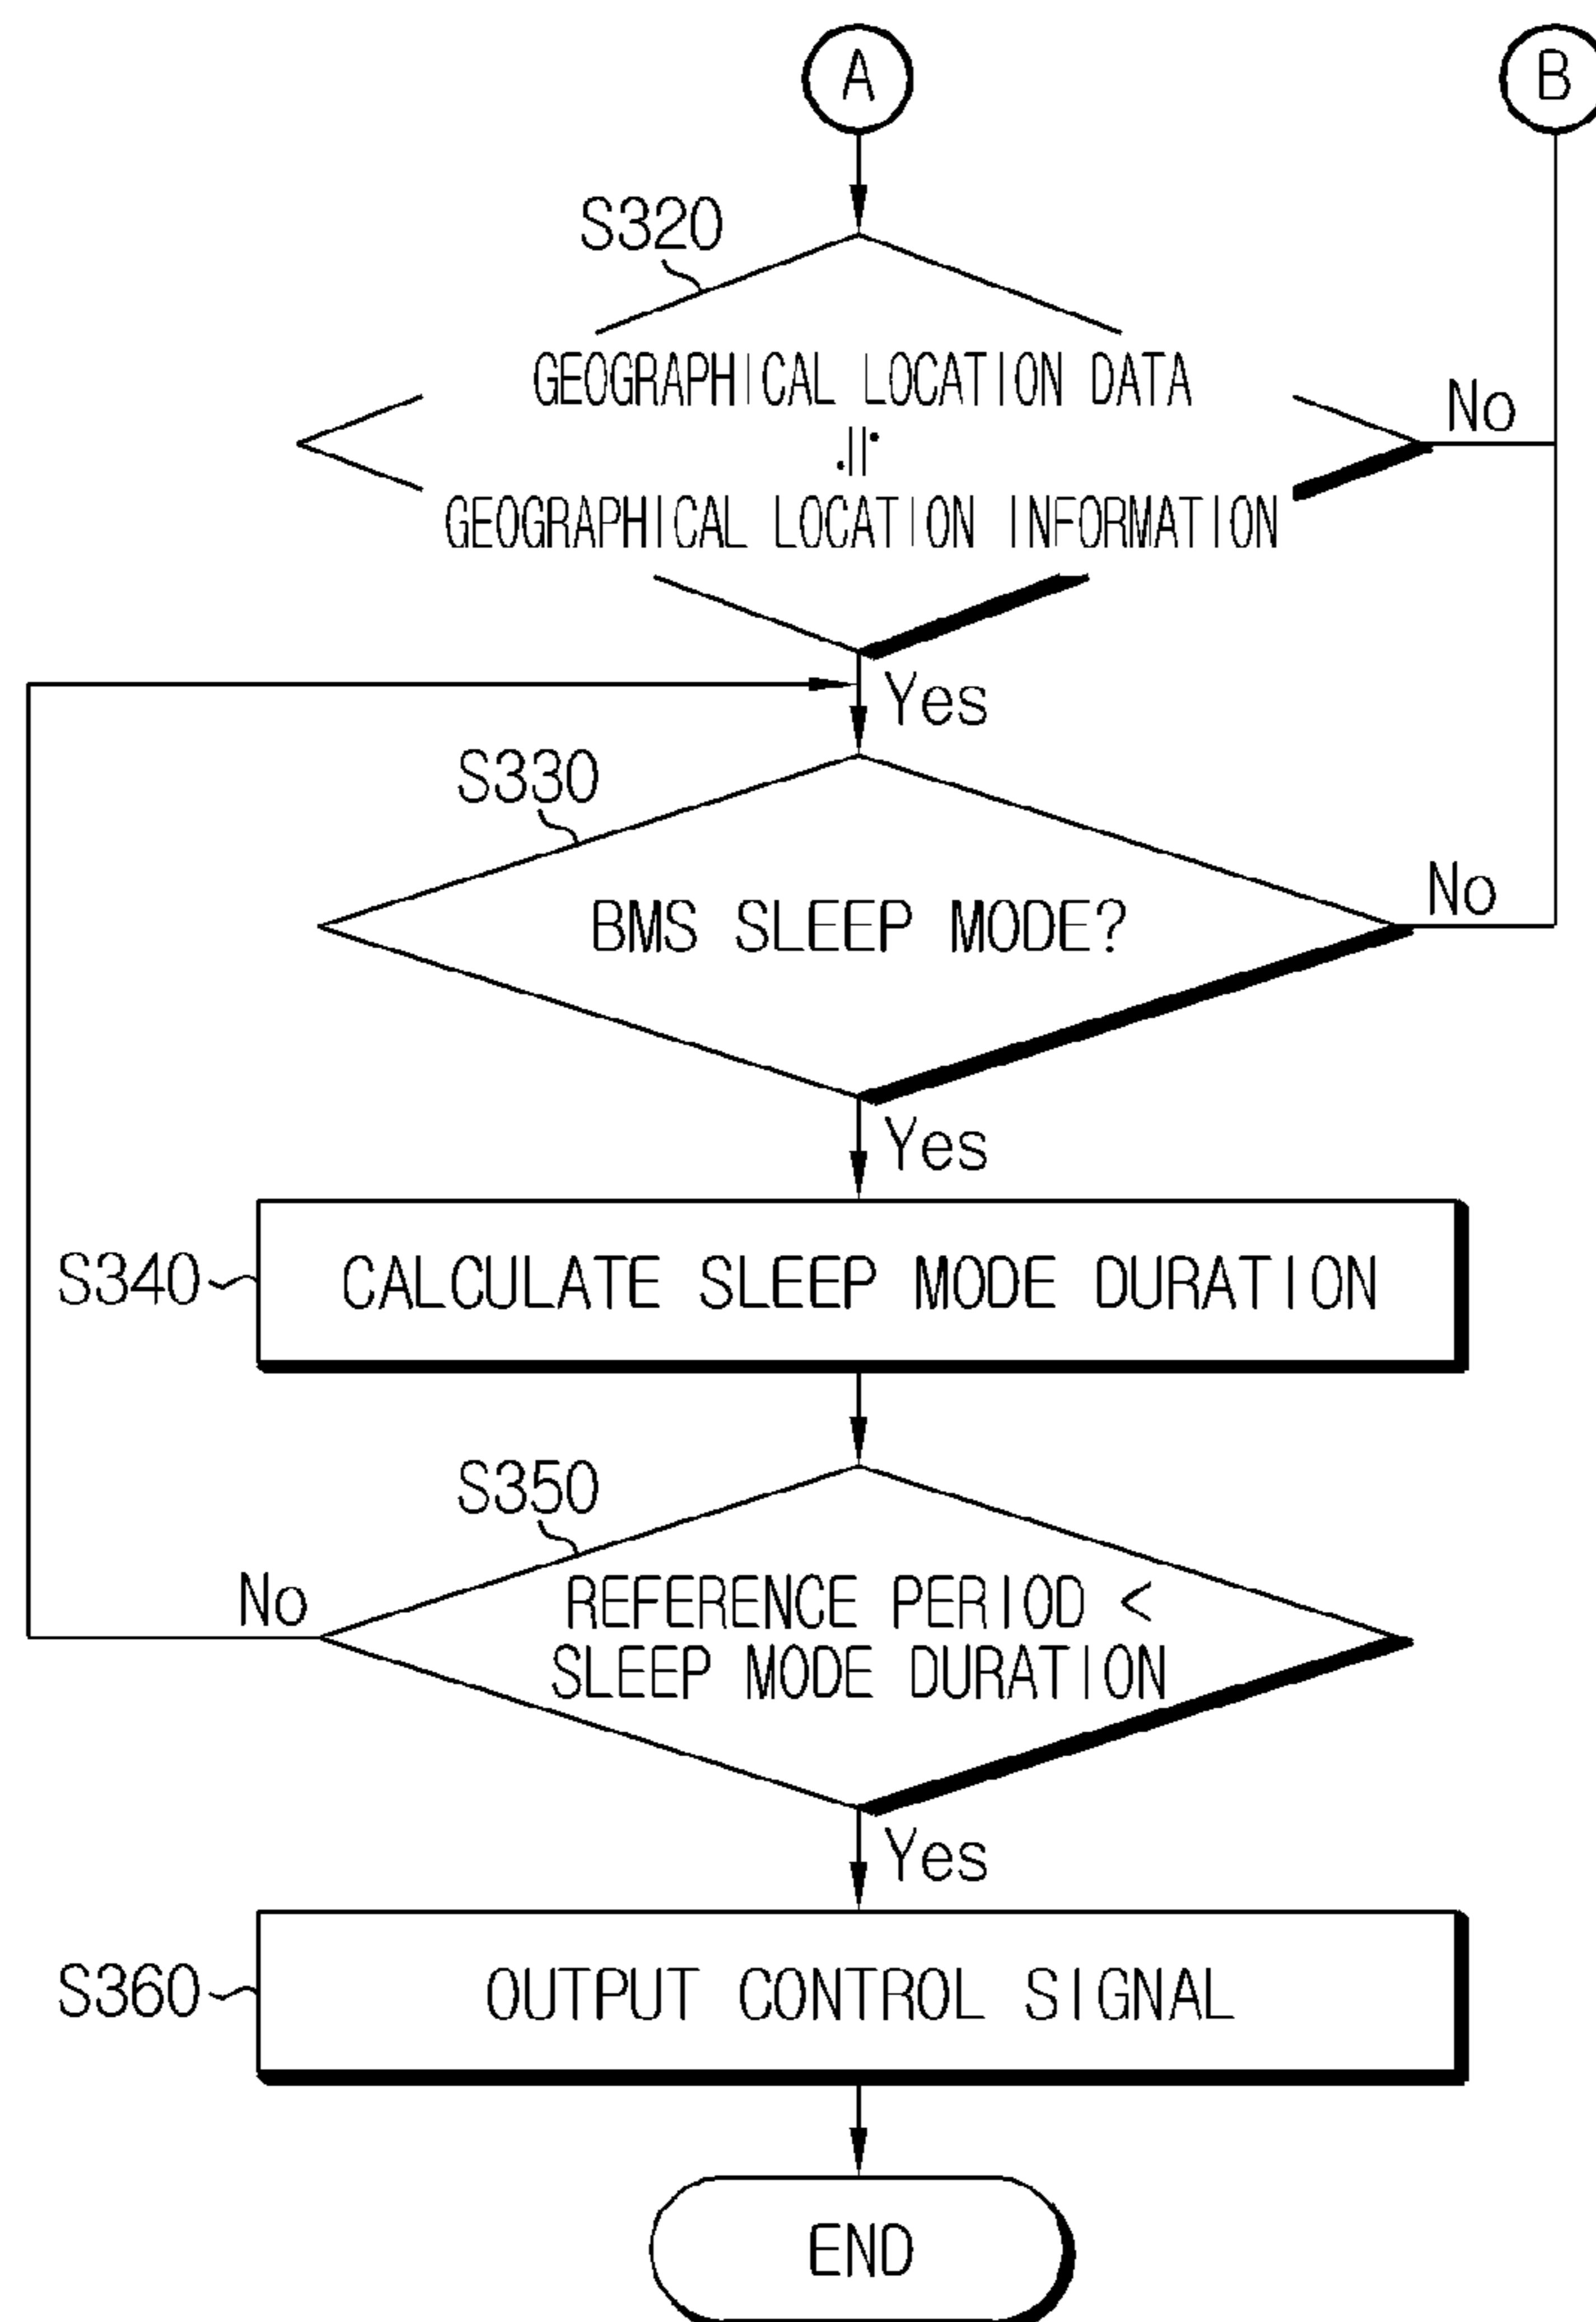 A
B
S320
GEOGRAPHICAL LOCATION DATA
≒
GEOGRAPHICAL LOCATION INFORMATION
No
Yes
S330
BMS SLEEP MODE?
No
Yes
S340
CALCULATE SLEEP MODE DURATION
S350
REFERENCE PERIOD <
SLEEP MODE DURATION
No
Yes
S360
OUTPUT CONTROL SIGNAL
END